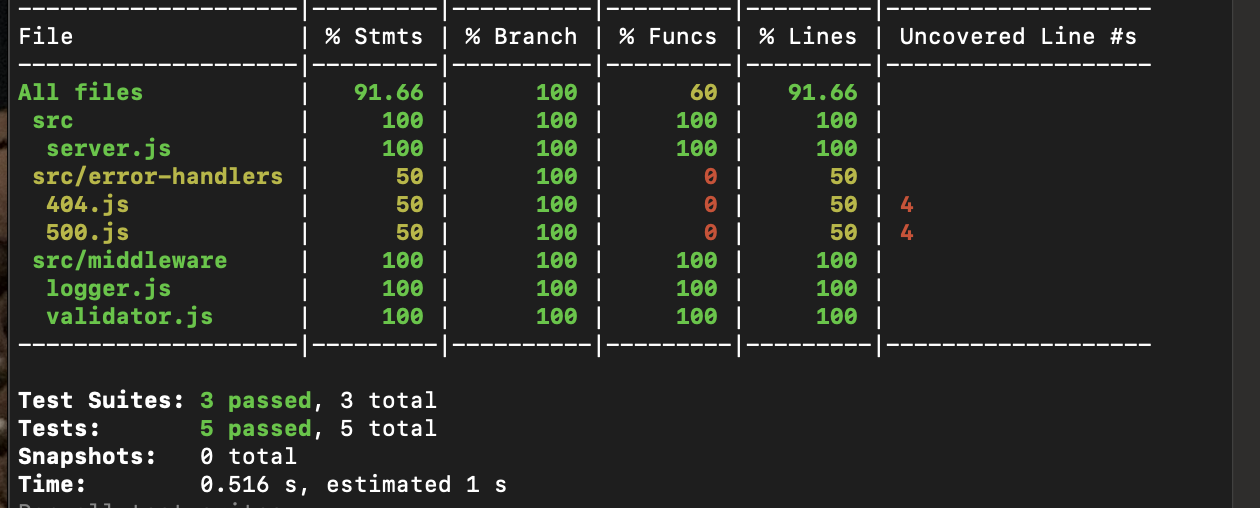 --------------------|---------|----------|---------|---------|-------------------
File                | % Stmts | % Branch | % Funcs | % Lines | Uncovered Line #s
--------------------|---------|----------|---------|---------|-------------------
All files           |   91.66 |      100 |      60 |   91.66 |
 src                |     100 |      100 |     100 |     100 |
  server.js         |     100 |      100 |     100 |     100 |
 src/error-handlers |      50 |      100 |       0 |      50 |
  404.js            |      50 |      100 |       0 |      50 | 4
  500.js            |      50 |      100 |       0 |      50 | 4
 src/middleware     |     100 |      100 |     100 |     100 |
  logger.js         |     100 |      100 |     100 |     100 |
  validator.js      |     100 |      100 |     100 |     100 |
--------------------|---------|----------|---------|---------|-------------------
Test Suites: 3 passed, 3 total
Tests:       5 passed, 5 total
Snapshots:   0 total
Time:        0.516 s, estimated 1 s